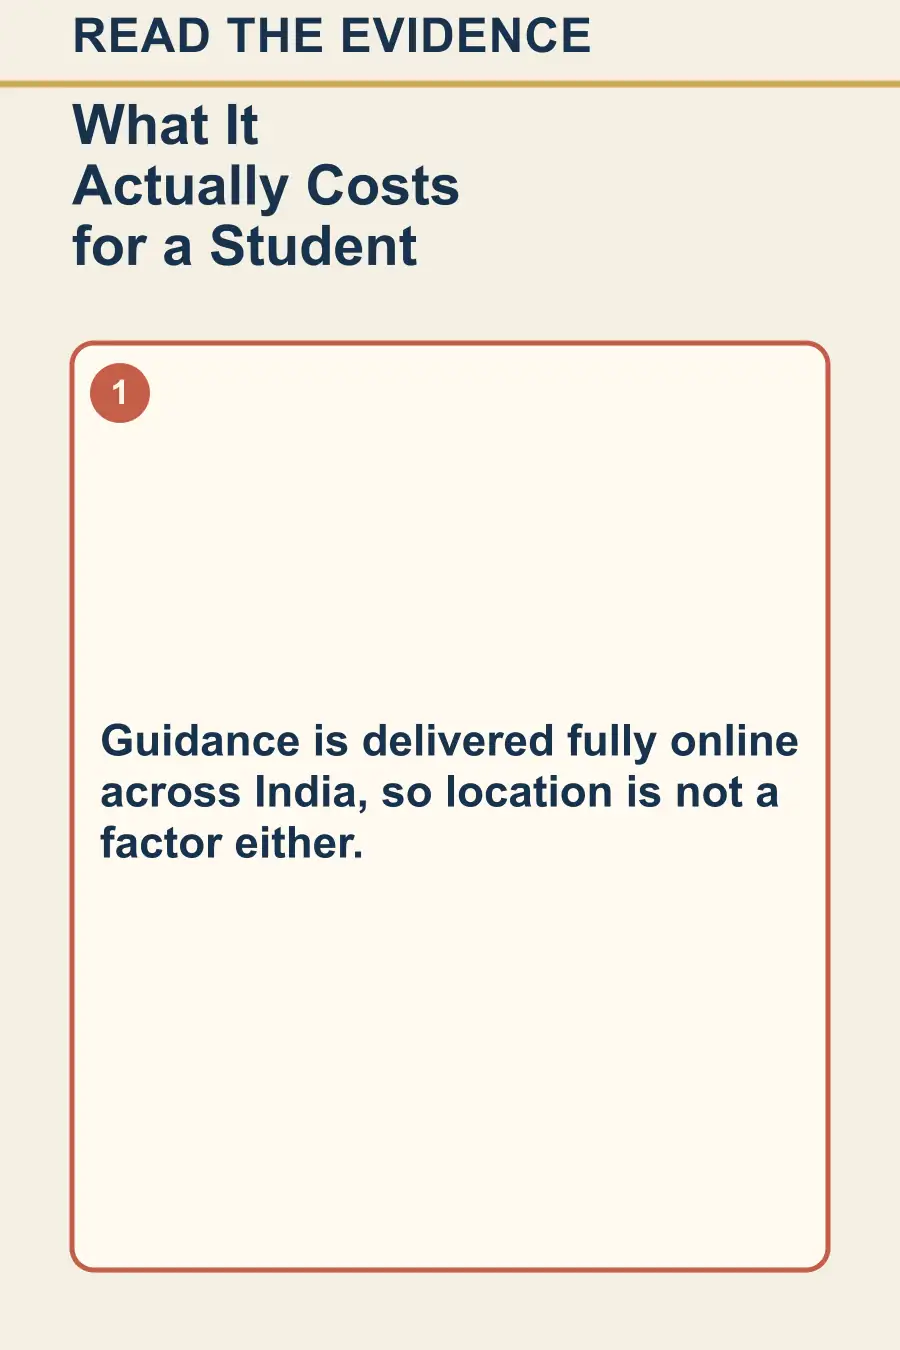 READ THE EVIDENCE
What It
Actually Costs
for a Student
1
Guidance is delivered fully online
across India, so location is not a
factor either.